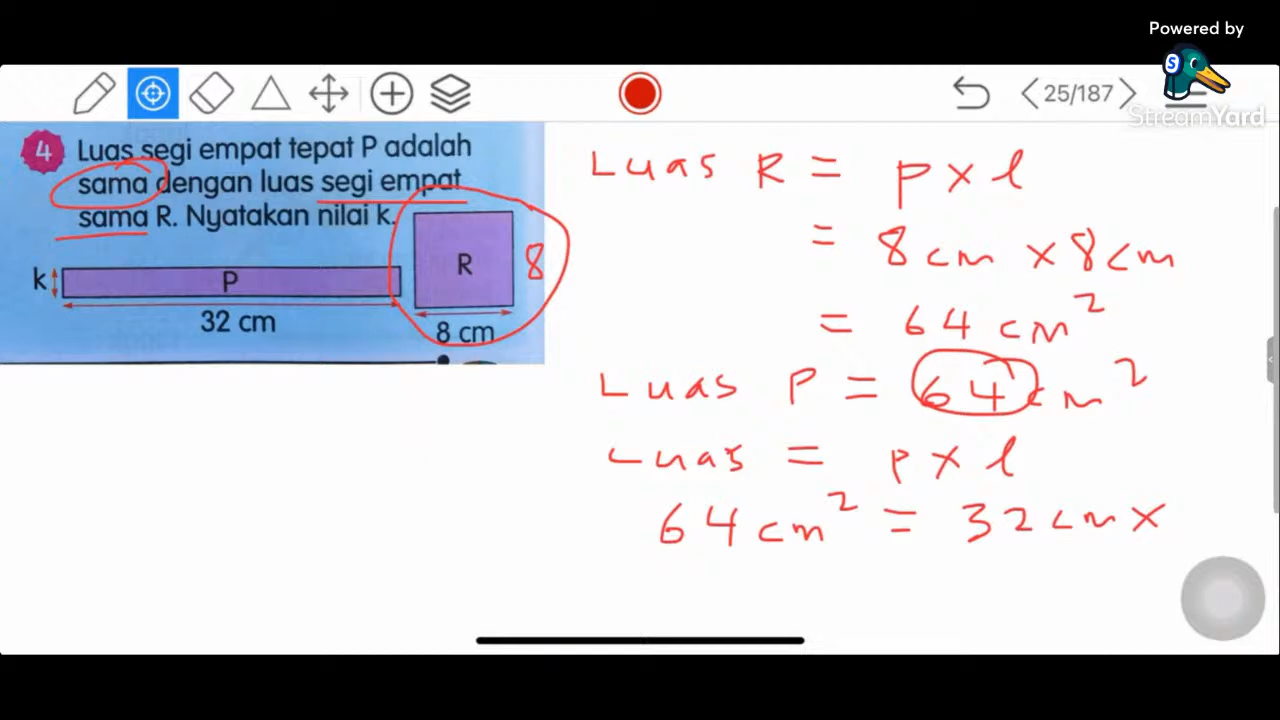 Powered by
S
25/187
StreamYard
4 Luas segi empat tepat P adalah
sama dengan luas segi empat
sama R. Nyatakan nilai k.
k
P
32 cm
R
8
8 cm
Luas R = p x l
= 8 cm x 8 cm
= 64 cm²
Luas P = 64 cm²
Luas = p x l
64 cm² = 32 cm x